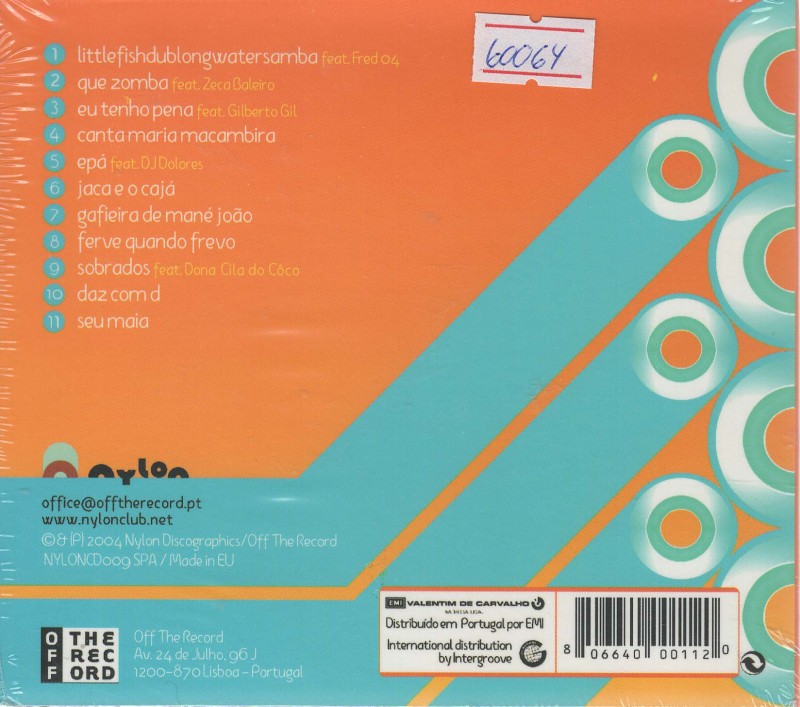 60064
1 littlefishdublongwatersamba feat. Fred 04
2 que zomba feat. Zeca Baleiro
3 eu tenho pena feat. Gilberto Gil
4 canta maria macambira
5 epá feat. DJ Dolores
6 jaca e o cajá
7 gafieira de mané joão
8 ferve quando frevo
9 sobrados feat. Dona Cila do Côco
10 daz com d
11 seu maia
nylon
office@offtherecord.pt
www.nylonclub.net
© & (P) 2004 Nylon Discographics/Off The Record
NYLONCD009 SPA / Made in EU
OFF THE RECORD
Off The Record
Av. 24 de Julho, 96 J
1200-870 Lisboa - Portugal
EMI VALENTIM DE CARVALHO
Distribuído em Portugal por EMI
International distribution
by Intergroove
8 06640 00112 0